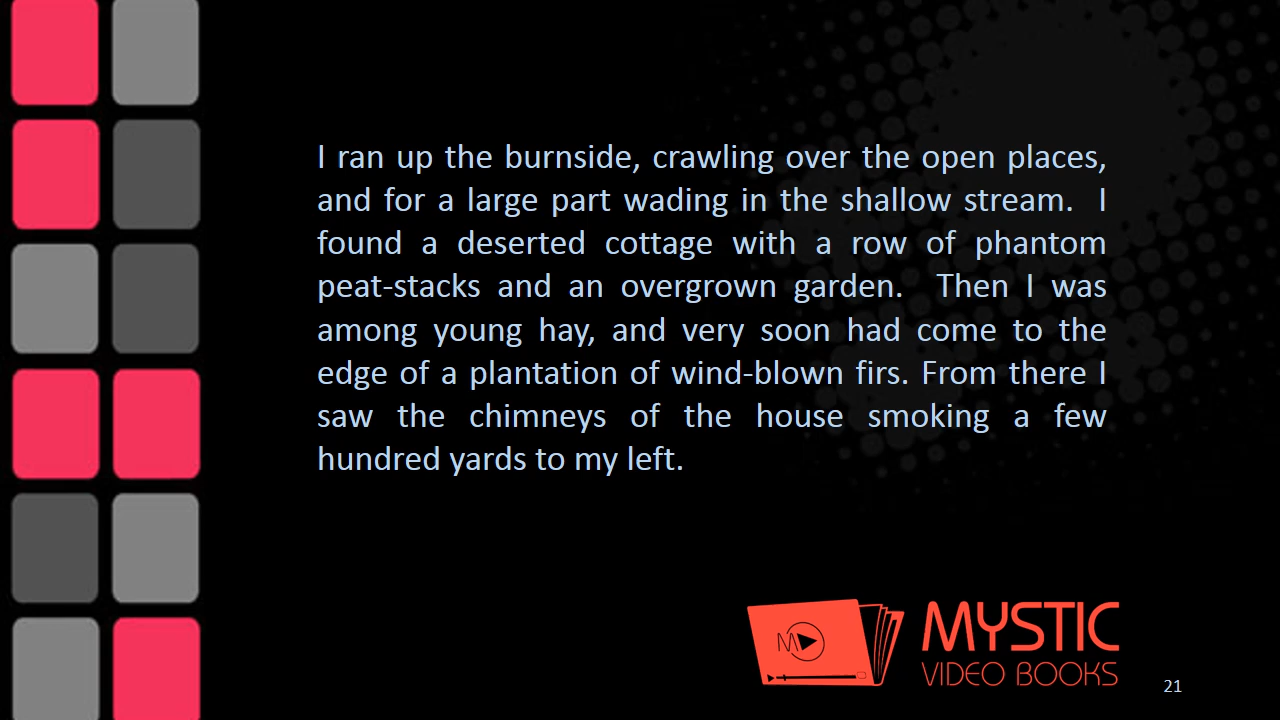 I ran up the burnside, crawling over the open places,
and for a large part wading in the shallow stream.  I
found a deserted cottage with a row of phantom
peat-stacks and an overgrown garden.  Then I was
among young hay, and very soon had come to the
edge of a plantation of wind-blown firs. From there I
saw the chimneys of the house smoking a few
hundred yards to my left.
M
MYSTIC
VIDEO BOOKS
21